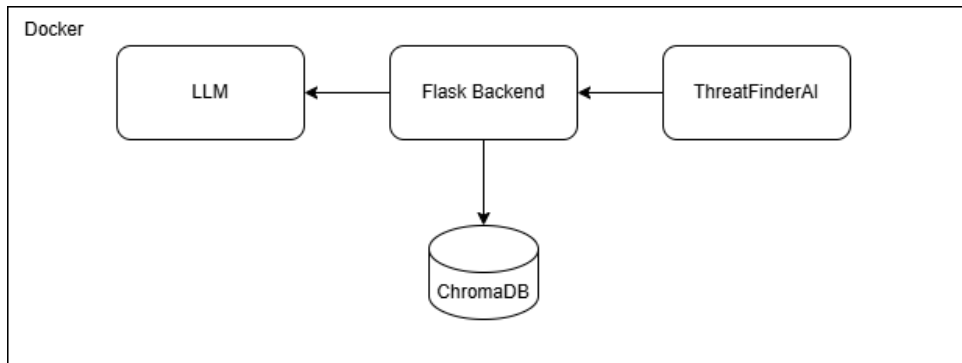 Docker
LLM
Flask Backend
ThreatFinderAI
ChromaDB